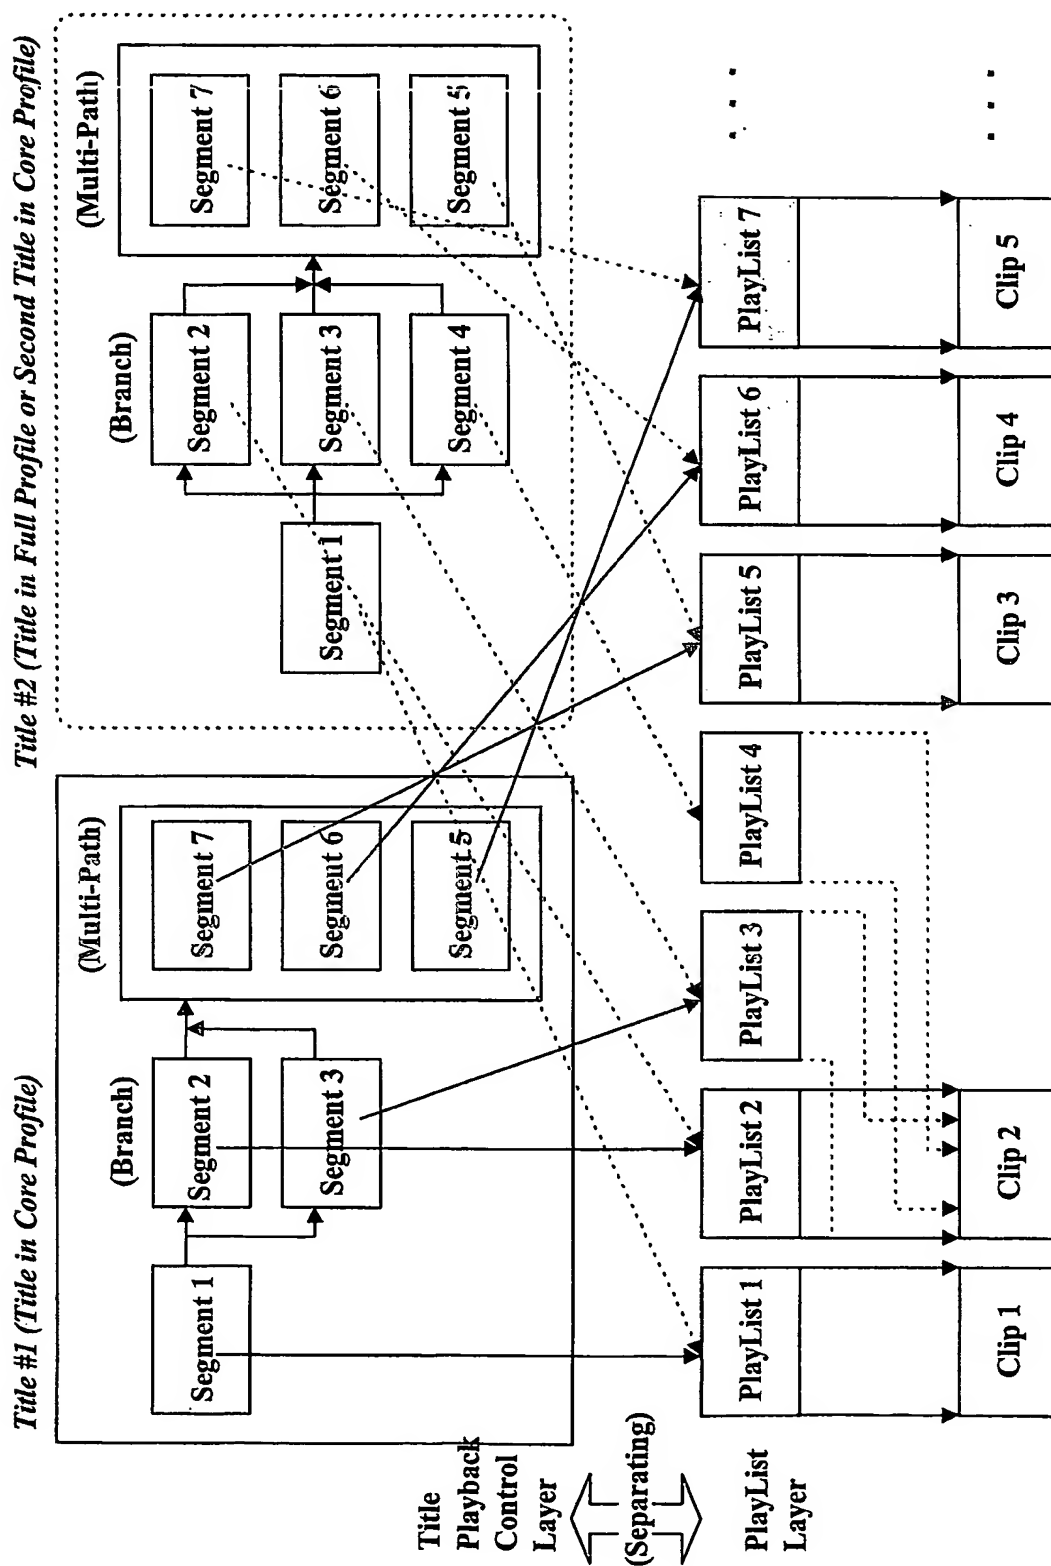 Title #1 (Title in Core Profile)
Title #2 (Title in Full Profile or Second Title in Core Profile)
(Branch)
(Multi-Path)
Segment 1
Segment 2
Segment 3
Segment 7
Segment 6
Segment 5
(Branch)
(Multi-Path)
Segment 1
Segment 2
Segment 3
Segment 4
Segment 7
Segment 6
Segment 5
Title
Playback
Control
Layer
(Separating)
PlayList
Layer
PlayList 1
PlayList 2
PlayList 3
PlayList 4
PlayList 5
PlayList 6
PlayList 7
. . .
Clip 1
Clip 2
Clip 3
Clip 4
Clip 5
. . .